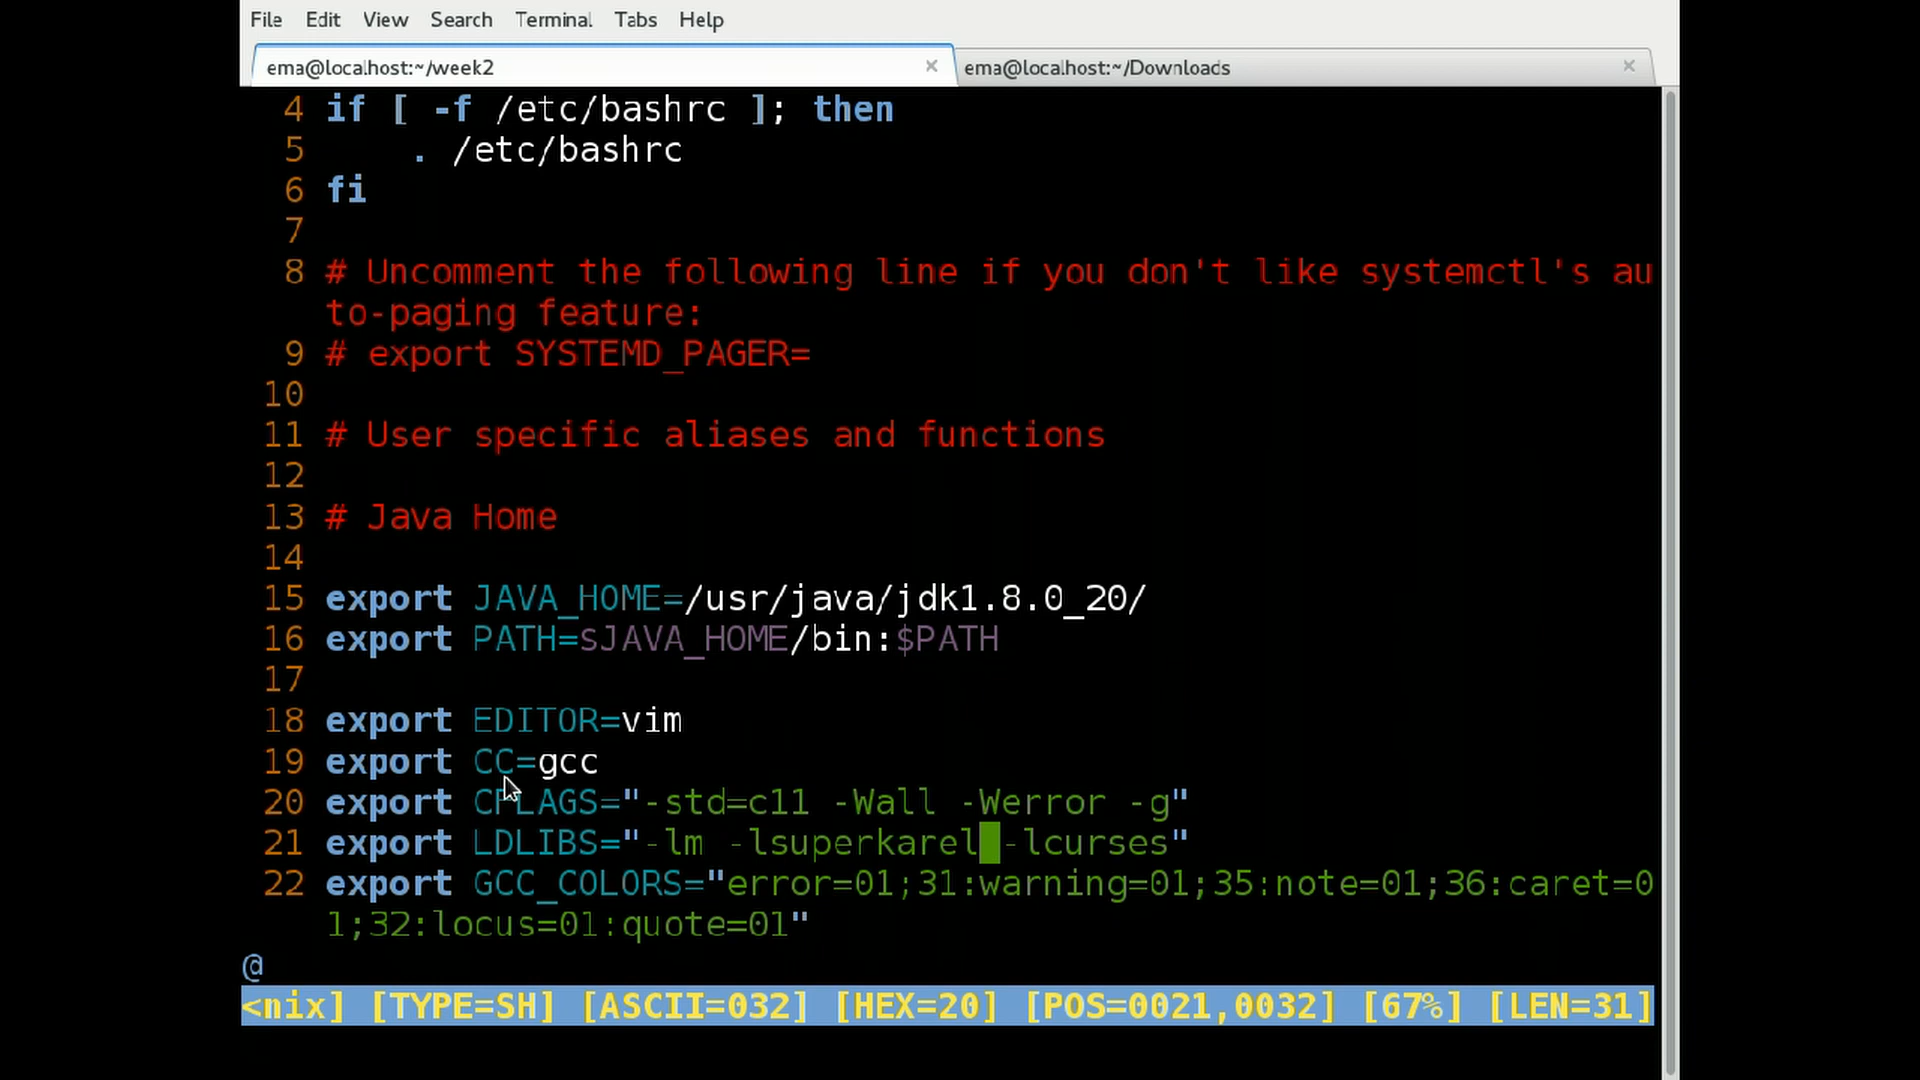 File Edit View Search Terminal Tabs Help
ema@localhost:~/week2 × ema@localhost:~/Downloads ×
4 if [ -f /etc/bashrc ]; then
5 . /etc/bashrc
6 fi
7
8 # Uncomment the following line if you don't like systemctl's au
to-paging feature:
9 # export SYSTEMD_PAGER=
10
11 # User specific aliases and functions
12
13 # Java Home
14
15 export JAVA_HOME=/usr/java/jdk1.8.0_20/
16 export PATH=sJAVA_HOME/bin:$PATH
17
18 export EDITOR=vim
19 export CC=gcc
20 export CFLAGS="-std=c11 -Wall -Werror -g"
21 export LDLIBS="-lm -lsuperkarel -lcurses"
22 export GCC_COLORS="error=01;31:warning=01;35:note=01;36:caret=0
1;32:locus=01:quote=01"
@
<nix] [TYPE=SH] [ASCII=032] [HEX=20] [POS=0021,0032] [67%] [LEN=31]